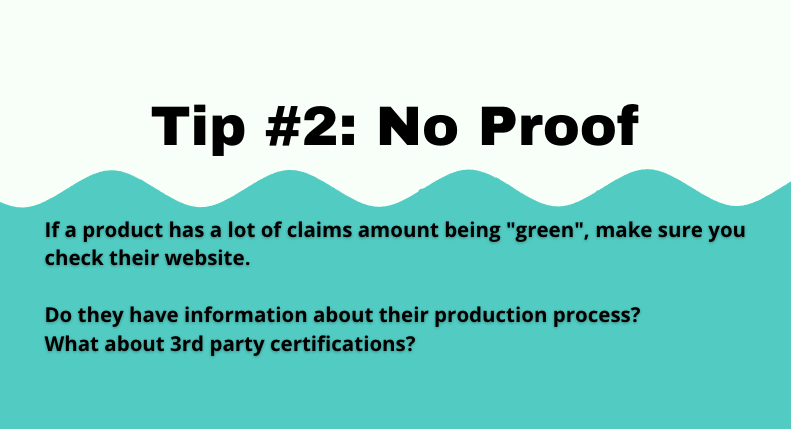 Tip #2: No Proof
If a product has a lot of claims amount being "green", make sure you
check their website.
Do they have information about their production process?
What about 3rd party certifications?